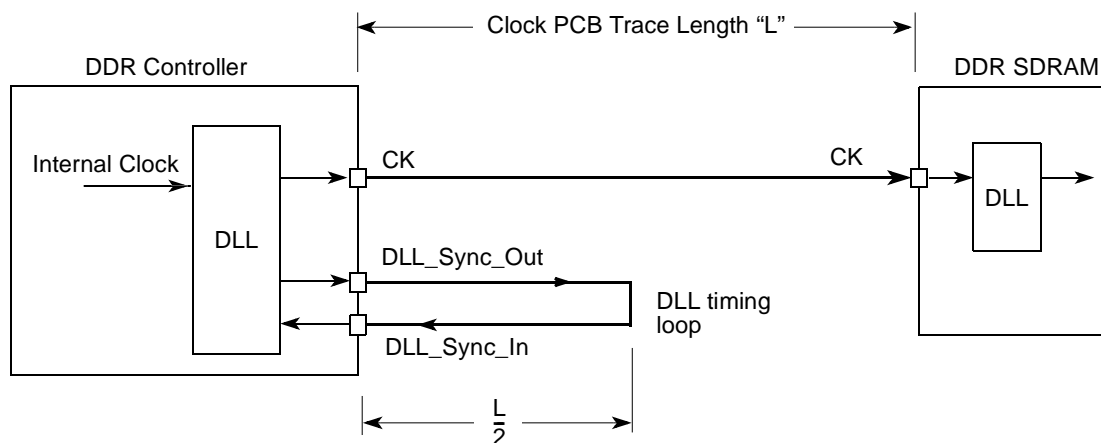 Clock PCB Trace Length “L”
DDR Controller
DDR SDRAM
Internal Clock
CK
CK
DLL
DLL
DLL_Sync_Out
DLL timing
loop
DLL_Sync_In
L
2